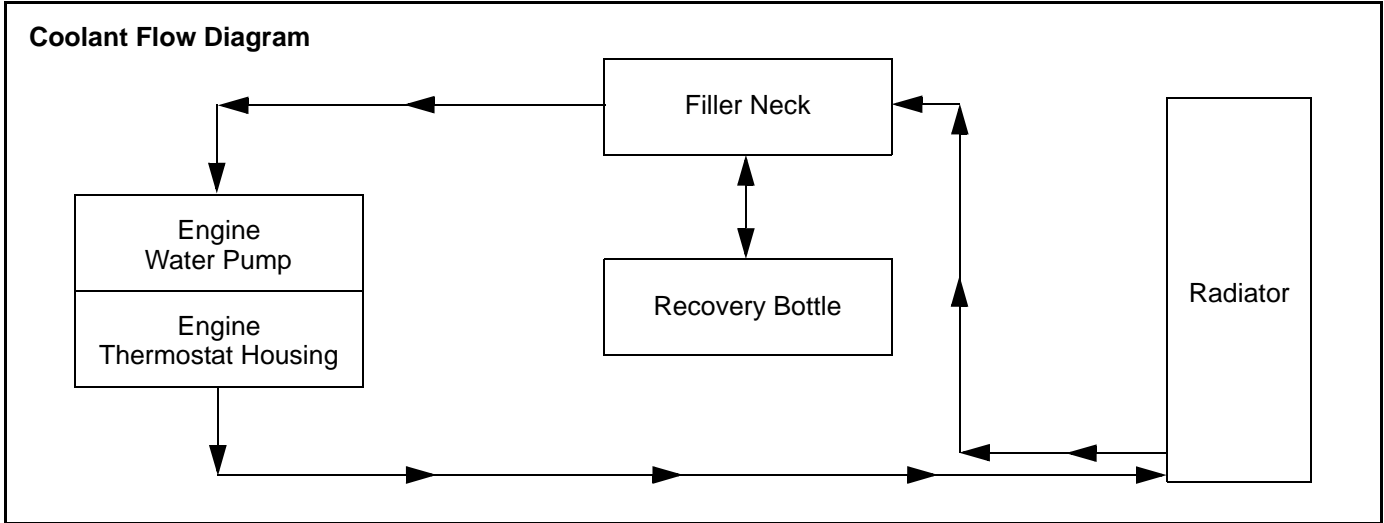 Coolant Flow Diagram
Filler Neck
Engine
Water Pump
Engine
Thermostat Housing
Recovery Bottle
Radiator